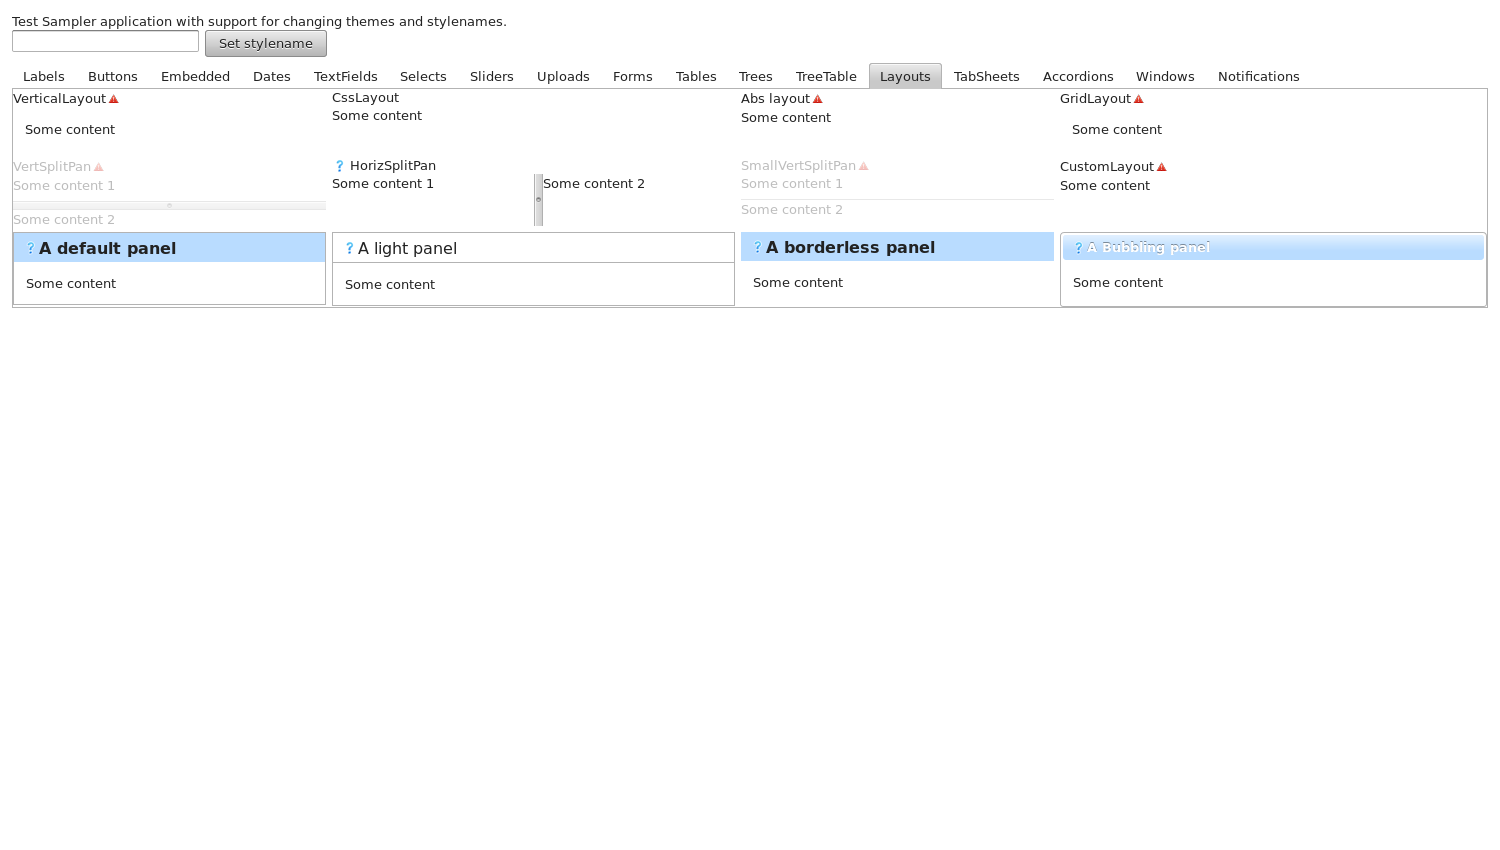 Test Sampler application with support for changing themes and stylenames.
Set stylename
Labels Buttons Embedded Dates TextFields Selects Sliders Uploads Forms Tables Trees TreeTable Layouts TabSheets Accordions Windows Notifications
VerticalLayout CssLayout Abs layout GridLayout
Some content Some content Some content Some content
VertSplitPan ? HorizSplitPan SmallVertSplitPan CustomLayout
Some content 1 Some content 1 Some content 2 Some content 1 Some content
Some content 2 Some content 2
? A default panel ? A light panel ? A borderless panel ? A Bubbling panel
Some content Some content Some content Some content